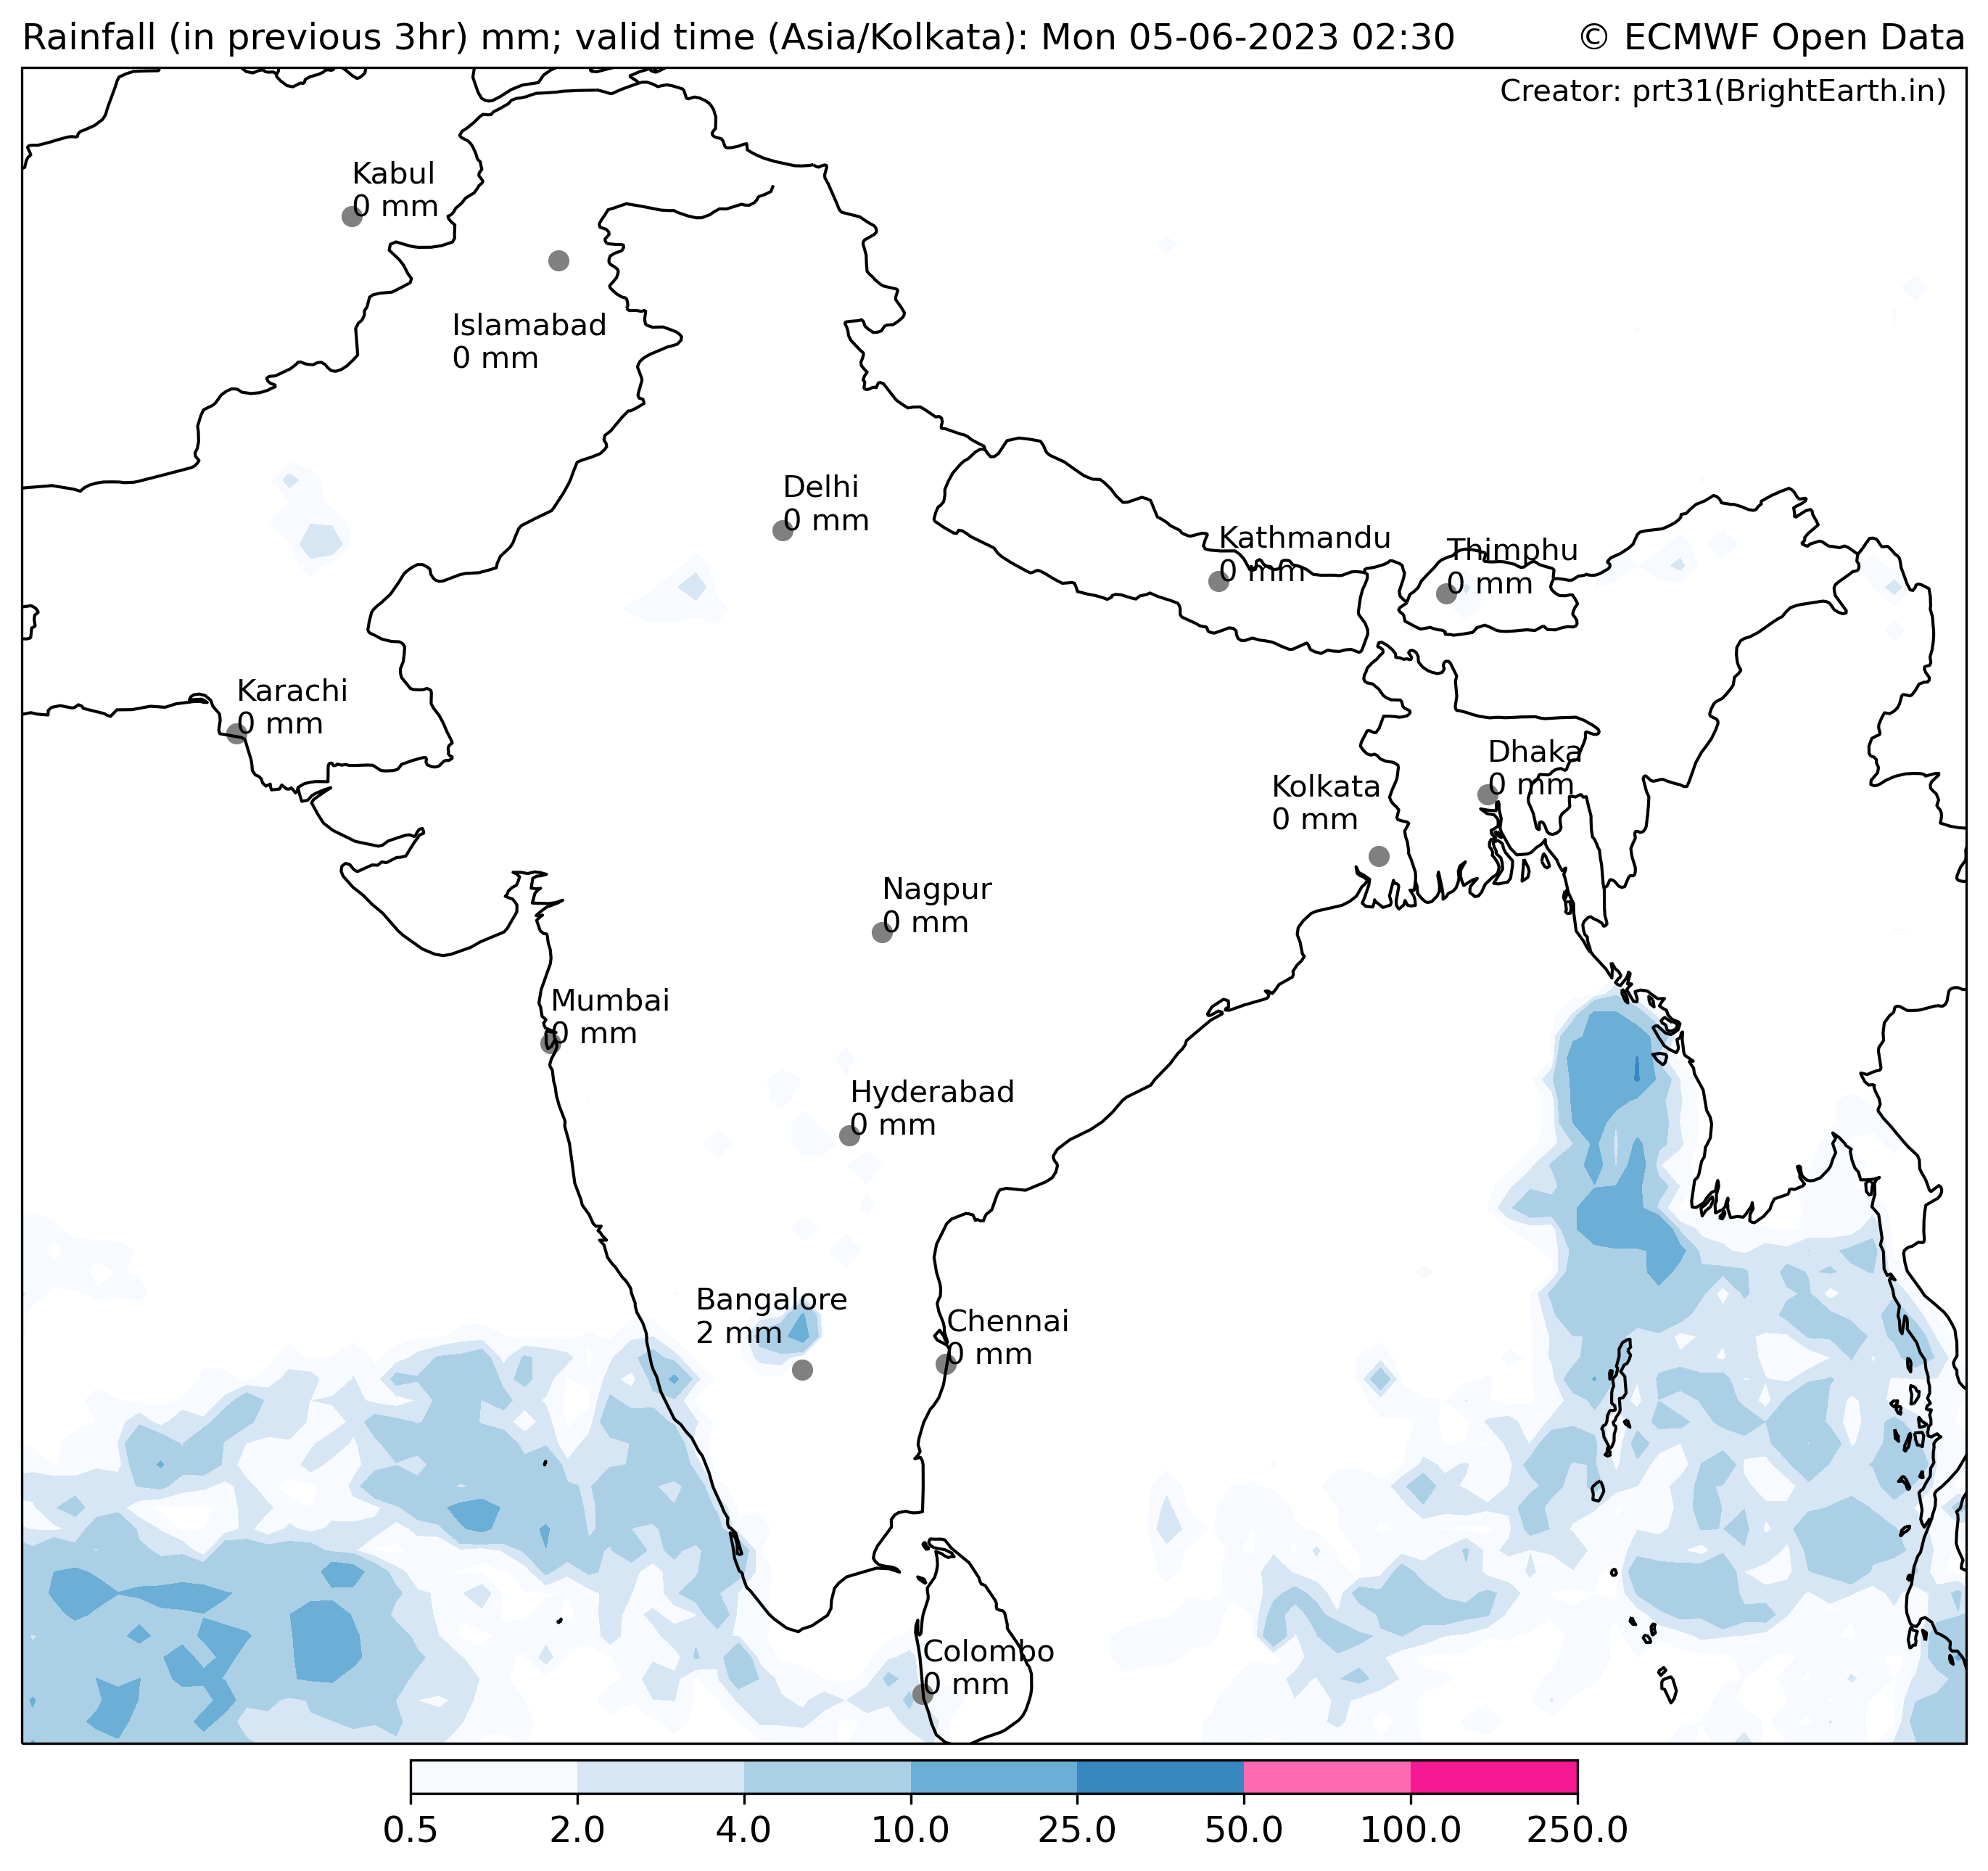 Rainfall (in previous 3hr) mm; valid time (Asia/Kolkata): Mon 05-06-2023 02:30
© ECMWF Open Data
Creator: prt31(BrightEarth.in)
Kabul
0 mm
Islamabad
0 mm
Delhi
0 mm
Kathmandu
0 mm
Thimphu
0 mm
Karachi
0 mm
Dhaka
0 mm
Kolkata
0 mm
Nagpur
0 mm
Mumbai
0 mm
Hyderabad
0 mm
Bangalore
2 mm
Chennai
0 mm
Colombo
0 mm
0.5 2.0 4.0 10.0 25.0 50.0 100.0 250.0